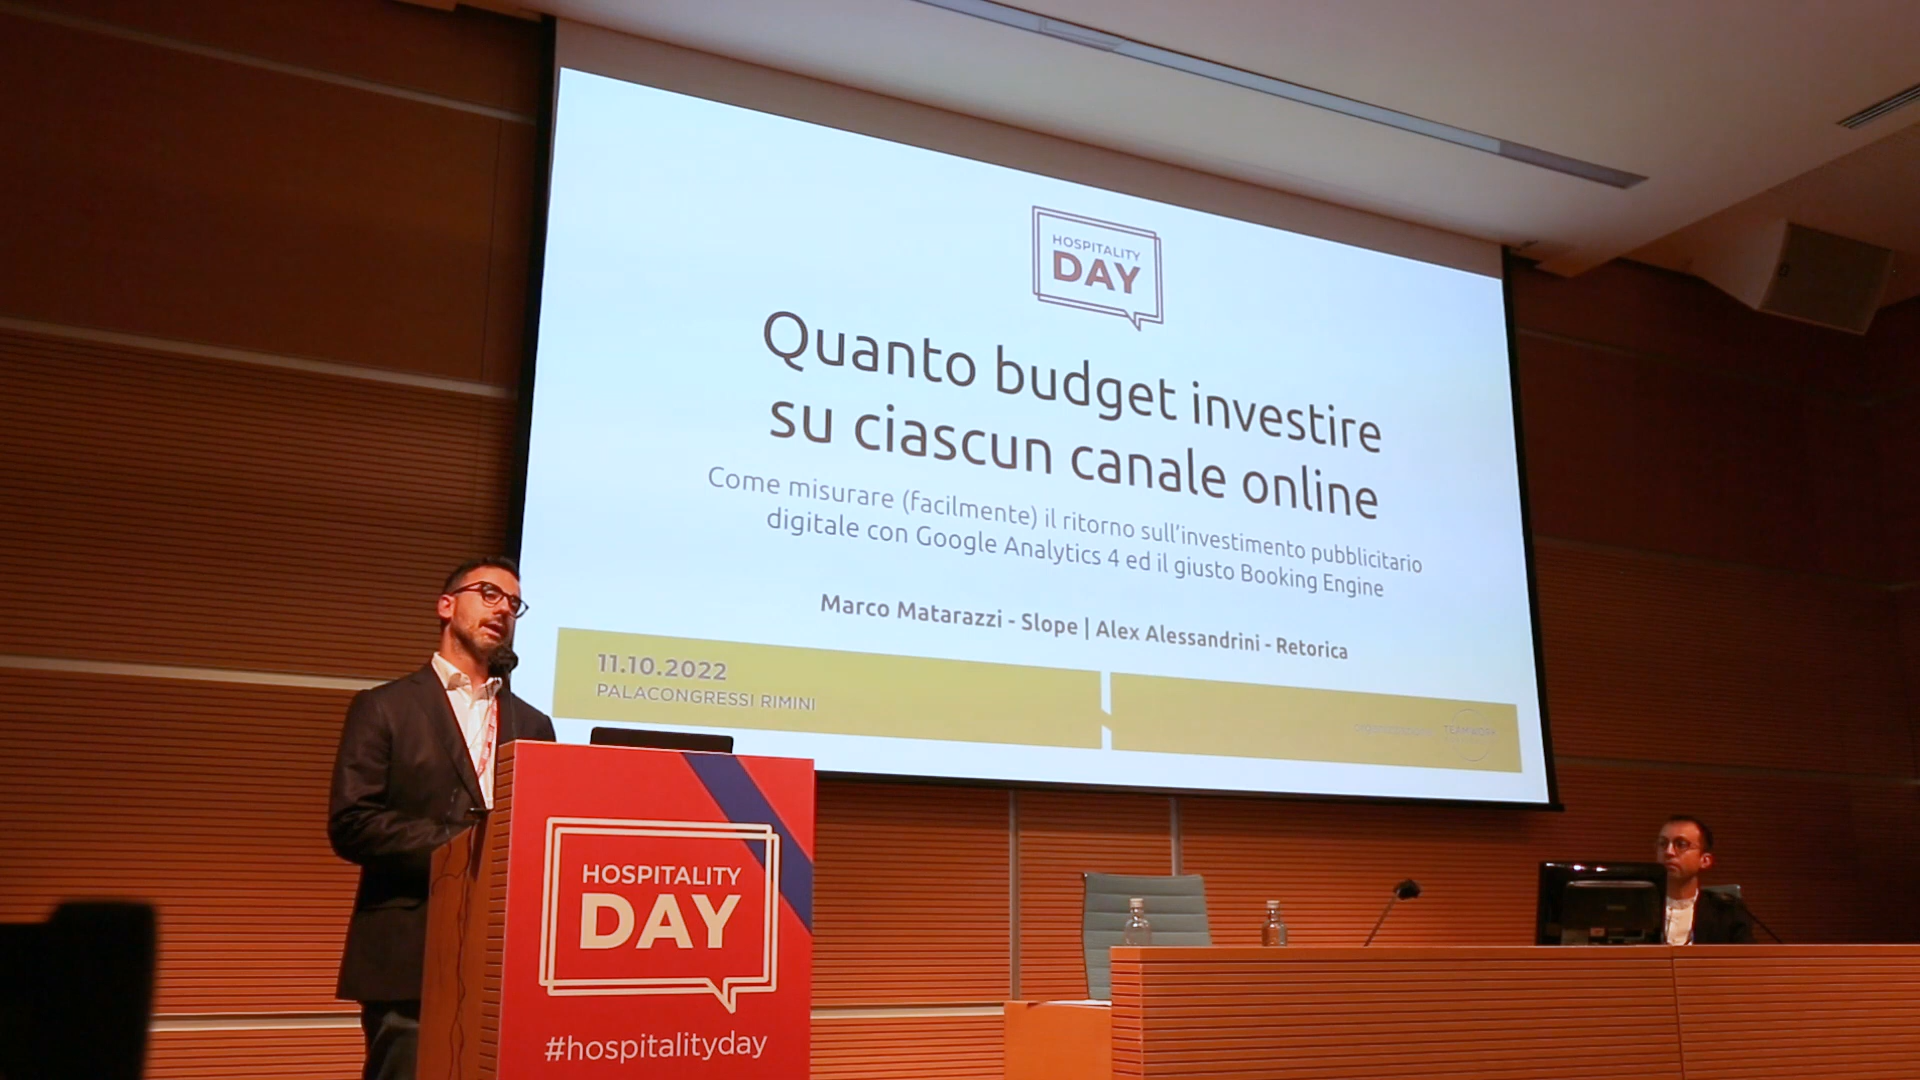 HOSPITALITY
DAY
Quanto budget investire
su ciascun canale online
Come misurare (facilmente) il ritorno sull'investimento pubblicitario
digitale con Google Analytics 4 ed il giusto Booking Engine
Marco Matarazzi - Slope | Alex Alessandrini - Retorica
11.10.2022
PALACONGRESSI RIMINI
TEAMWORK
HOSPITALITY
DAY
#hospitalityday